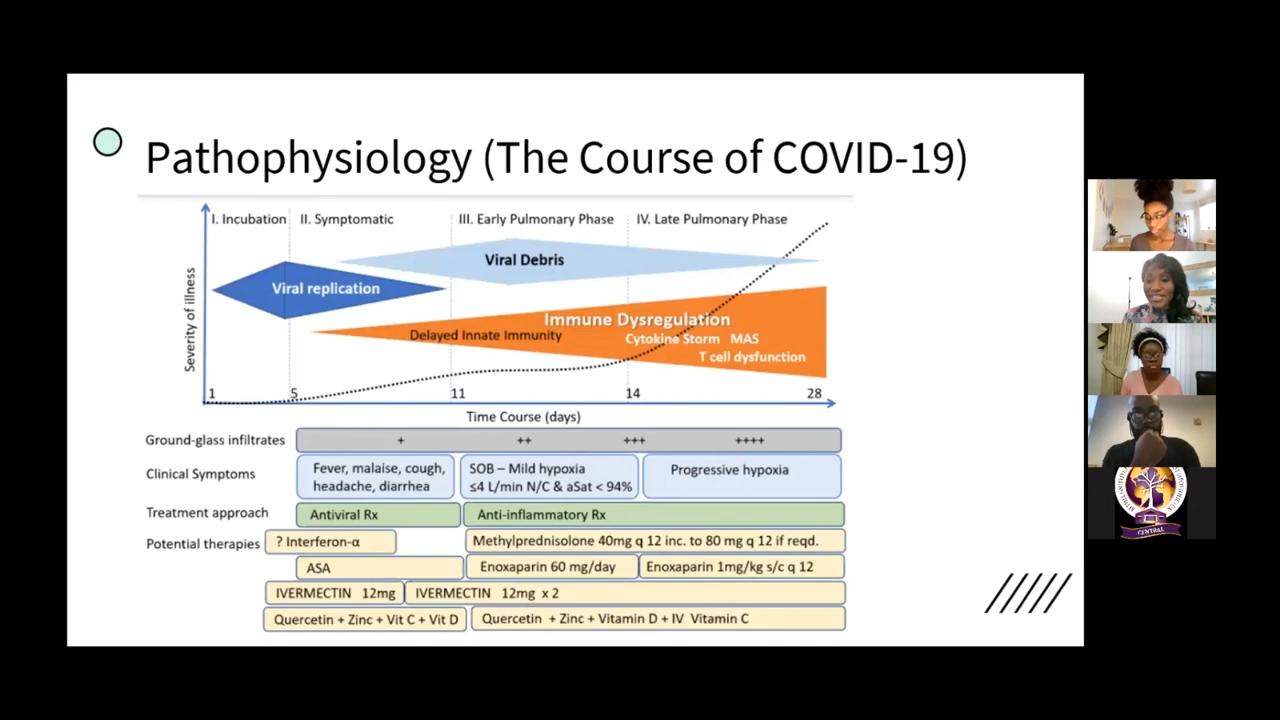 Pathophysiology (The Course of COVID-19)
I. Incubation
II. Symptomatic
III. Early Pulmonary Phase
IV. Late Pulmonary Phase
Severity of illness
Viral Debris
Viral replication
Immune Dysregulation
Delayed Innate Immunity
Cytokine Storm MAS
T cell dysfunction
1 5 11 14 28
Time Course (days)
Ground-glass infiltrates + ++ +++ ++++
Clinical Symptoms
Fever, malaise, cough,
headache, diarrhea
SOB – Mild hypoxia
≤4 L/min N/C & aSat < 94%
Progressive hypoxia
Treatment approach
Antiviral Rx
Anti-inflammatory Rx
Potential therapies
? Interferon-α
Methylprednisolone 40mg q 12 inc. to 80 mg q 12 if reqd.
ASA
Enoxaparin 60 mg/day
Enoxaparin 1mg/kg s/c q 12
IVERMECTIN 12mg
IVERMECTIN 12mg x 2
Quercetin + Zinc + Vit C + Vit D
Quercetin + Zinc + Vitamin D + IV Vitamin C
CENTRAL